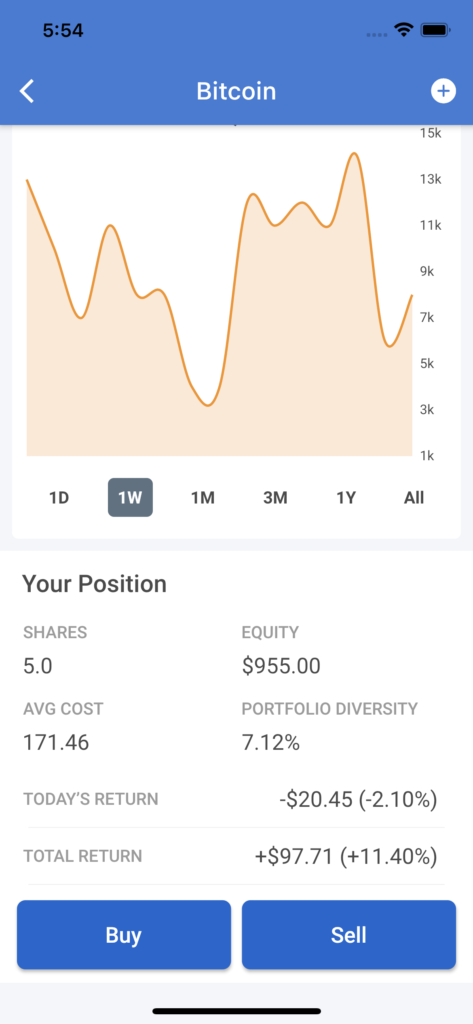 5:54
Bitcoin
15k
13k
11k
9k
7k
5k
3k
1k
1D 1W 1M 3M 1Y All
Your Position
SHARES EQUITY
5.0 $955.00
AVG COST PORTFOLIO DIVERSITY
171.46 7.12%
TODAY’S RETURN -$20.45 (-2.10%)
TOTAL RETURN +$97.71 (+11.40%)
Buy Sell